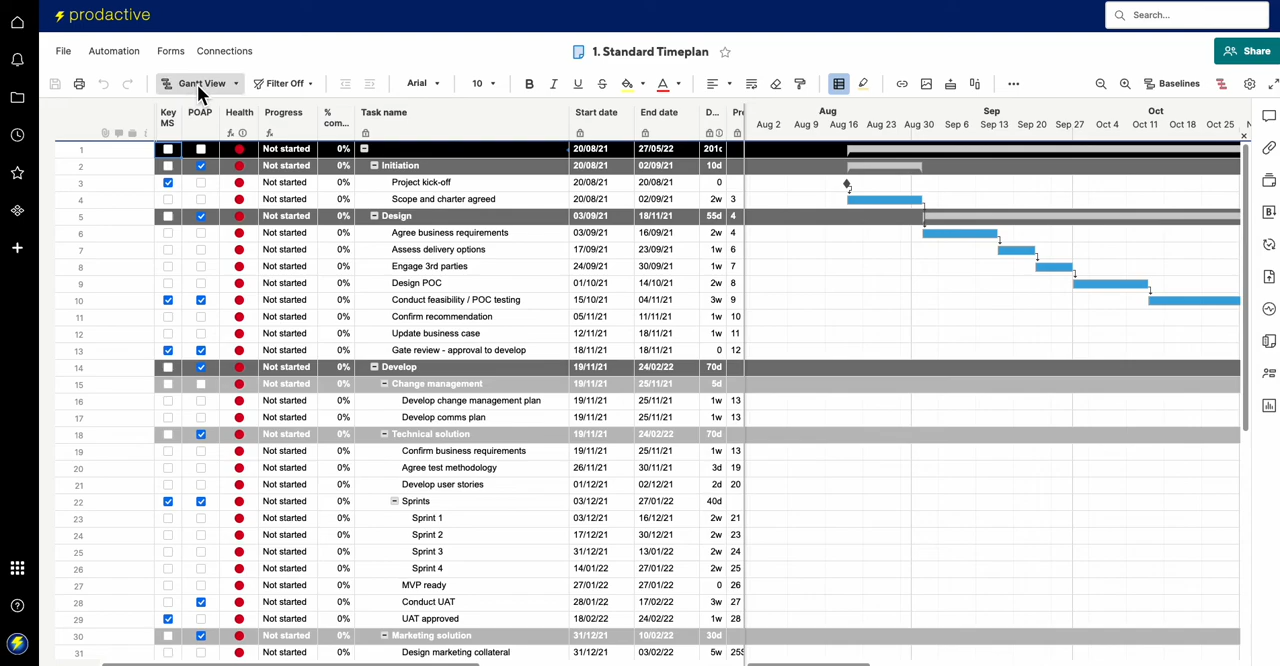 prodactive
Search...
File Automation Forms Connections
1. Standard Timeplan
Share
Gantt View Filter Off Arial 10 B I U S A Baselines
Key MS POAP Health Progress % com... Task name Start date End date D... Pre
Aug Sep Oct N
Aug 2 Aug 9 Aug 16 Aug 23 Aug 30 Sep 6 Sep 13 Sep 20 Sep 27 Oct 4 Oct 11 Oct 18 Oct 25
1 Not started 0% 20/08/21 27/05/22 201d
2 Not started 0% Initiation 20/08/21 02/09/21 10d
3 Not started 0% Project kick-off 20/08/21 20/08/21 0
4 Not started 0% Scope and charter agreed 20/08/21 02/09/21 2w 3
5 Not started 0% Design 03/09/21 18/11/21 55d 4
6 Not started 0% Agree business requirements 03/09/21 16/09/21 2w 4
7 Not started 0% Assess delivery options 17/09/21 23/09/21 1w 6
8 Not started 0% Engage 3rd parties 24/09/21 30/09/21 1w 7
9 Not started 0% Design POC 01/10/21 14/10/21 2w 8
10 Not started 0% Conduct feasibility / POC testing 15/10/21 04/11/21 3w 9
11 Not started 0% Confirm recommendation 05/11/21 11/11/21 1w 10
12 Not started 0% Update business case 12/11/21 18/11/21 1w 11
13 Not started 0% Gate review - approval to develop 18/11/21 18/11/21 0 12
14 Not started 0% Develop 19/11/21 24/02/22 70d
15 Not started 0% Change management 19/11/21 25/11/21 5d
16 Not started 0% Develop change management plan 19/11/21 25/11/21 1w 13
17 Not started 0% Develop comms plan 19/11/21 25/11/21 1w 13
18 Not started 0% Technical solution 19/11/21 24/02/22 70d
19 Not started 0% Confirm business requirements 19/11/21 25/11/21 1w 13
20 Not started 0% Agree test methodology 26/11/21 30/11/21 3d 19
21 Not started 0% Develop user stories 01/12/21 02/12/21 2d 20
22 Not started 0% Sprints 03/12/21 27/01/22 40d
23 Not started 0% Sprint 1 03/12/21 16/12/21 2w 21
24 Not started 0% Sprint 2 17/12/21 30/12/21 2w 23
25 Not started 0% Sprint 3 31/12/21 13/01/22 2w 24
26 Not started 0% Sprint 4 14/01/22 27/01/22 2w 25
27 Not started 0% MVP ready 27/01/22 27/01/22 0 26
28 Not started 0% Conduct UAT 28/01/22 17/02/22 3w 27
29 Not started 0% UAT approved 18/02/22 24/02/22 1w 28
30 Not started 0% Marketing solution 31/12/21 10/02/22 30d
31 Not started 0% Design marketing collateral 31/12/21 03/02/22 5w